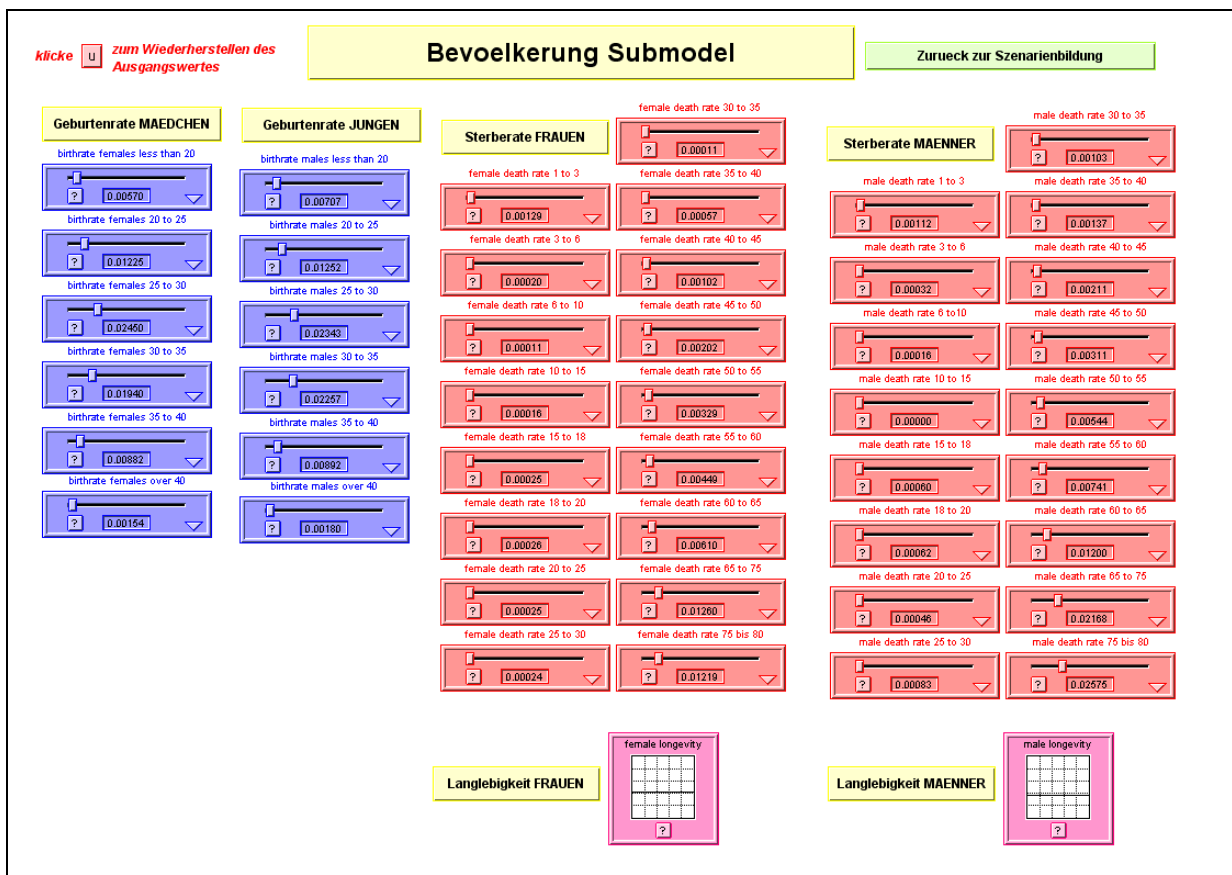 klicke u zum Wiederherstellen des
Ausgangswertes
Bevoelkerung Submodel
Zurueck zur Szenarienbildung
Geburtenrate MAEDCHEN
birthrate females less than 20
? 0.00570
birthrate females 20 to 25
? 0.01225
birthrate females 25 to 30
? 0.02450
birthrate females 30 to 35
? 0.01940
birthrate females 35 to 40
? 0.00882
birthrate females over 40
? 0.00154
Geburtenrate JUNGEN
birthrate males less than 20
? 0.00707
birthrate males 20 to 25
? 0.01252
birthrate males 25 to 30
? 0.02343
birthrate males 30 to 35
? 0.02257
birthrate males 35 to 40
? 0.00892
birthrate males over 40
? 0.00180
Sterberate FRAUEN
female death rate 1 to 3
? 0.00129
female death rate 3 to 6
? 0.00020
female death rate 6 to 10
? 0.00011
female death rate 10 to 15
? 0.00016
female death rate 15 to 18
? 0.00025
female death rate 18 to 20
? 0.00026
female death rate 20 to 25
? 0.00025
female death rate 25 to 30
? 0.00024
female death rate 30 to 35
? 0.00011
female death rate 35 to 40
? 0.00057
female death rate 40 to 45
? 0.00102
female death rate 45 to 50
? 0.00202
female death rate 50 to 55
? 0.00329
female death rate 55 to 60
? 0.00449
female death rate 60 to 65
? 0.00610
female death rate 65 to 75
? 0.01260
female death rate 75 bis 80
? 0.01219
Sterberate MAENNER
male death rate 1 to 3
? 0.00112
male death rate 3 to 6
? 0.00032
male death rate 6 to10
? 0.00016
male death rate 10 to 15
? 0.00000
male death rate 15 to 18
? 0.00060
male death rate 18 to 20
? 0.00062
male death rate 20 to 25
? 0.00046
male death rate 25 to 30
? 0.00083
male death rate 30 to 35
? 0.00103
male death rate 35 to 40
? 0.00137
male death rate 40 to 45
? 0.00211
male death rate 45 to 50
? 0.00311
male death rate 50 to 55
? 0.00544
male death rate 55 to 60
? 0.00741
male death rate 60 to 65
? 0.01200
male death rate 65 to 75
? 0.02168
male death rate 75 bis 80
? 0.02575
Langlebigkeit FRAUEN
female longevity
?
Langlebigkeit MAENNER
male longevity
?